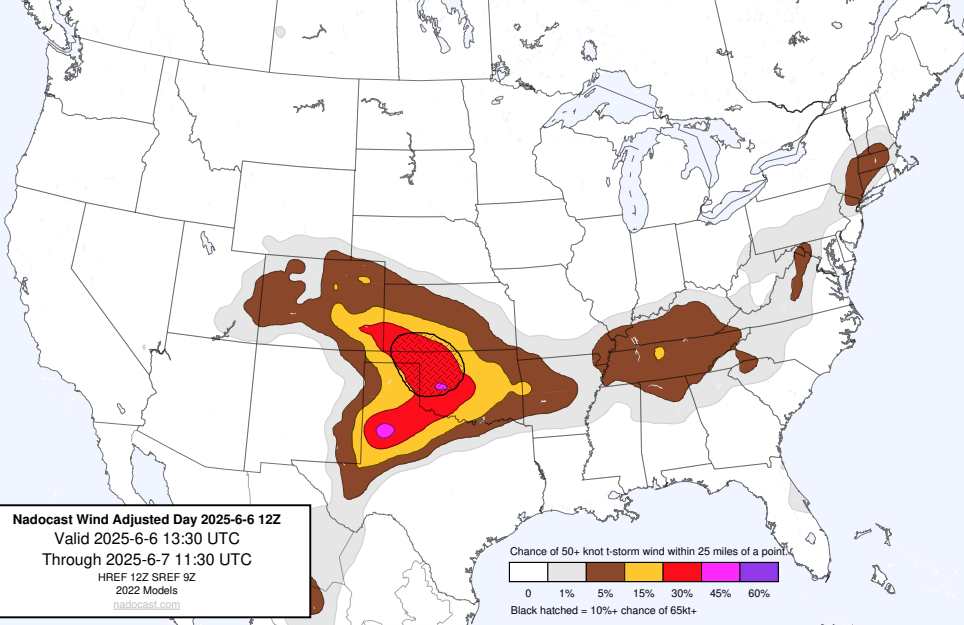 Nadocast Wind Adjusted Day 2025-6-6 12Z
Valid 2025-6-6 13:30 UTC
Through 2025-6-7 11:30 UTC
HREF 12Z SREF 9Z
2022 Models
nadocast.com
Chance of 50+ knot t-storm wind within 25 miles of a point.
0 1% 5% 15% 30% 45% 60%
Black hatched = 10%+ chance of 65kt+